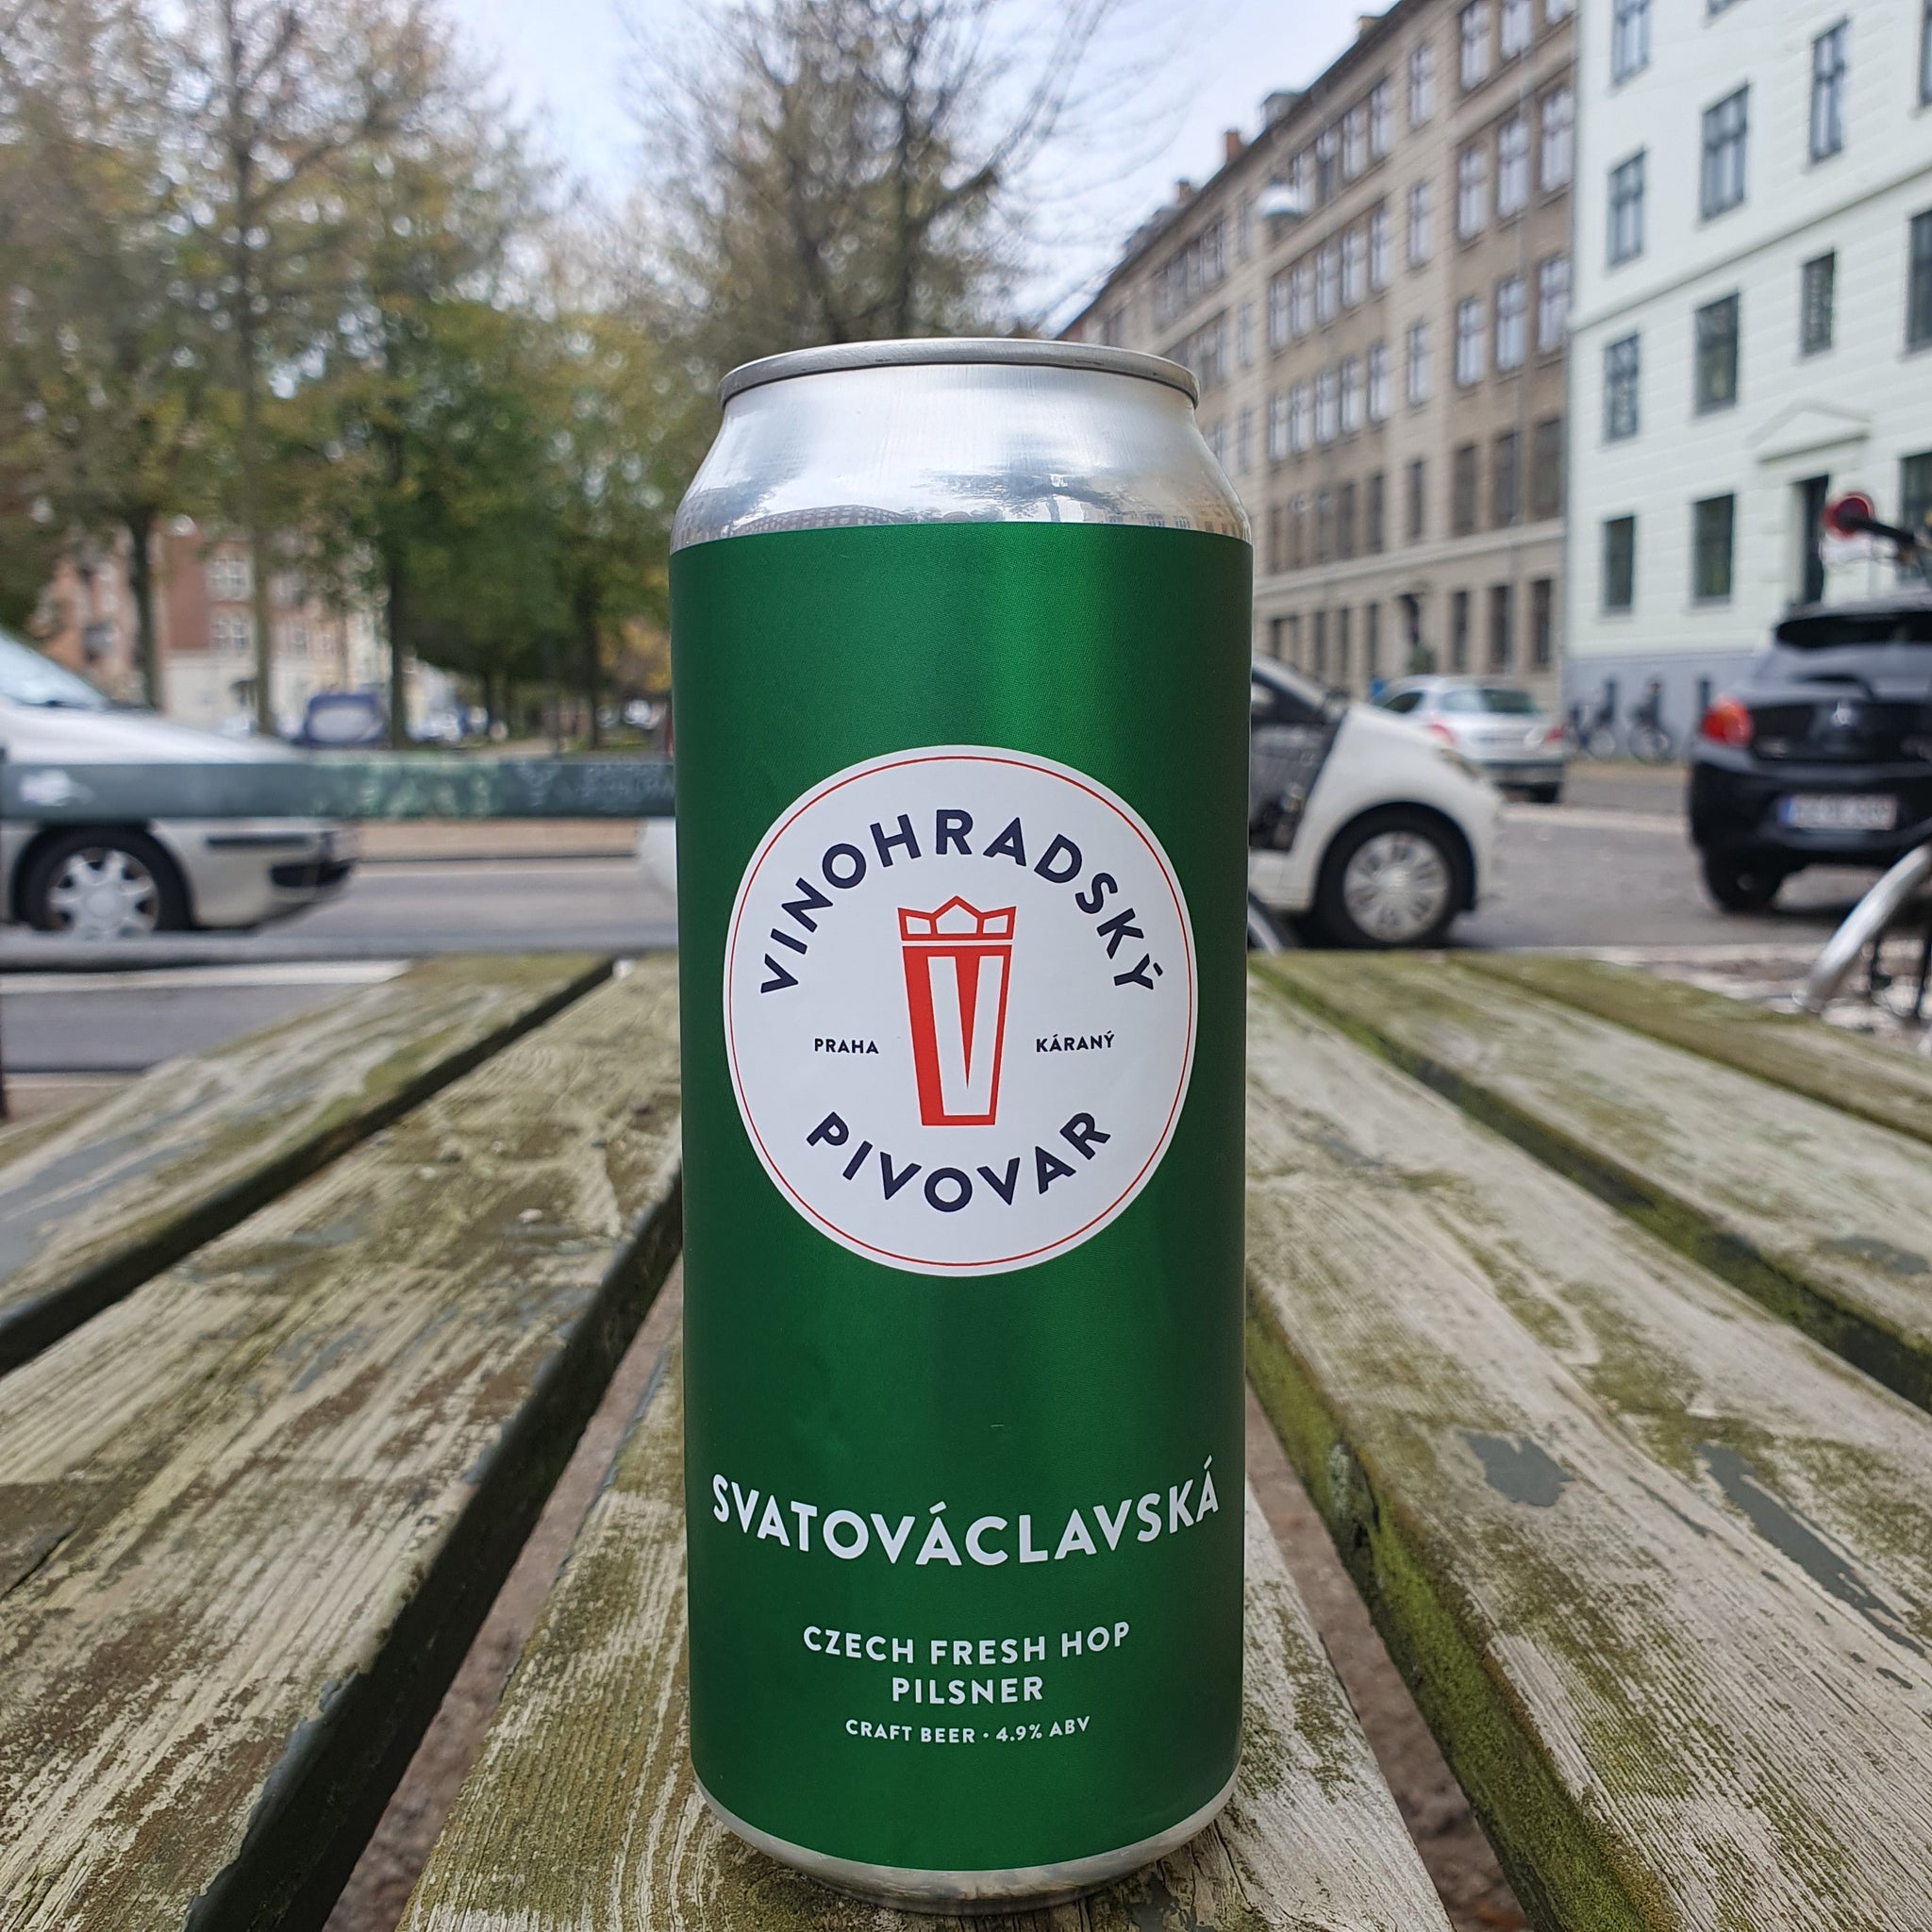 VINOHRADSKÝ
PRAHA
KÁRANÝ
PIVOVAR
SVATOVÁCLAVSKÁ
CZECH FRESH HOP
PILSNER
CRAFT BEER · 4.9% ABV